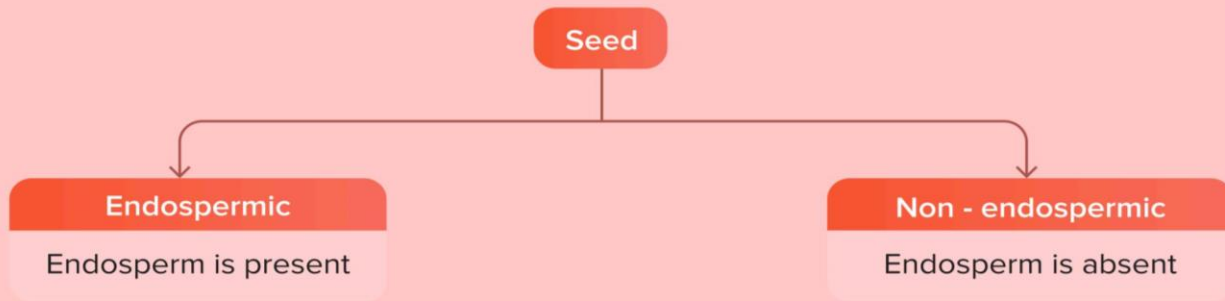 Seed
Endospermic
Non - endospermic
Endosperm is present
Endosperm is absent